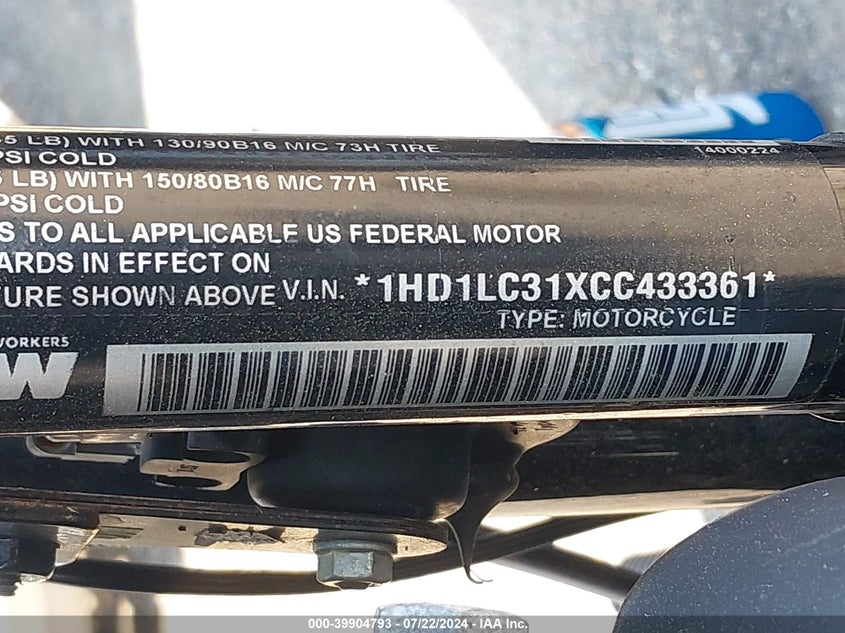 5 LB) WITH 130/90B16 M/C 73H TIRE
PSI COLD
14000224
LB) WITH 150/80B16 M/C 77H TIRE
PSI COLD
S TO ALL APPLICABLE US FEDERAL MOTOR
ARDS IN EFFECT ON
TURE SHOWN ABOVE V.I.N. *1HD1LC31XCC433361*
TYPE: MOTORCYCLE
WORKERS
W
000-39904793 - 07/22/2024 - IAA Inc.